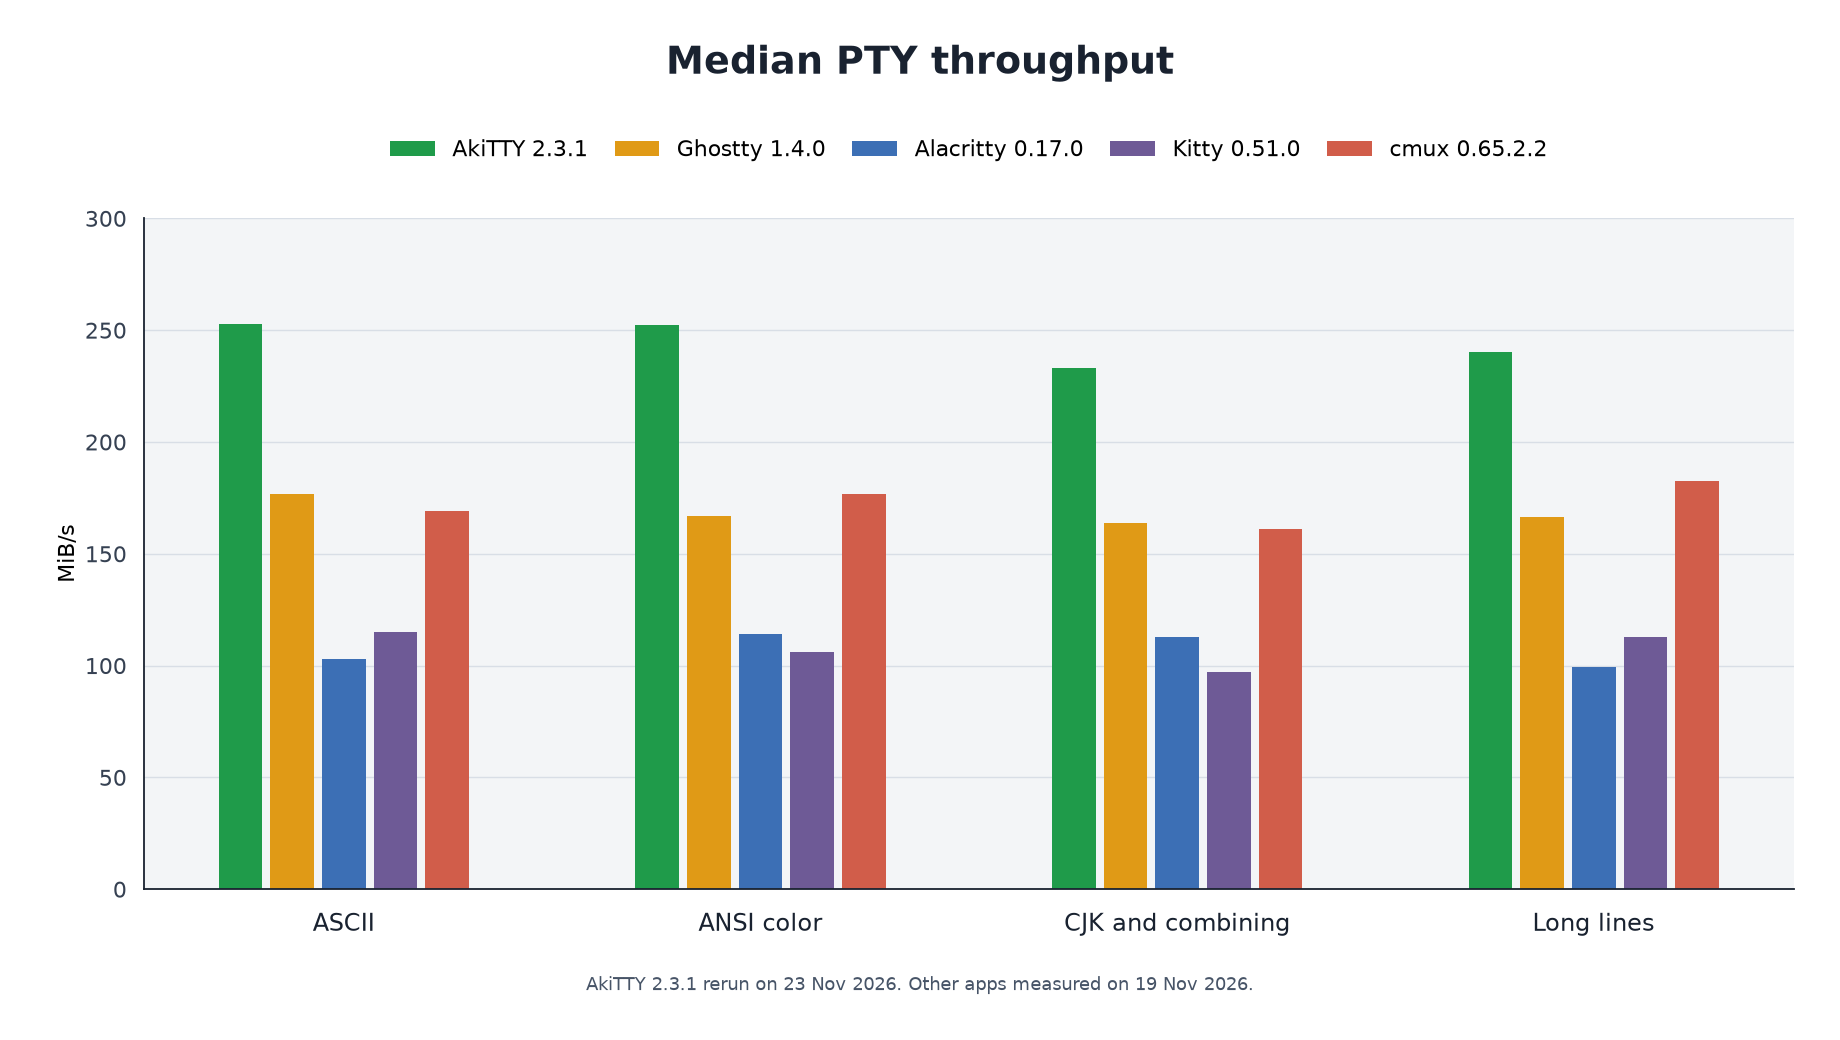 Median PTY throughput
AkiTTY 2.3.1 Ghostty 1.4.0 Alacritty 0.17.0 Kitty 0.51.0 cmux 0.65.2.2
300
250
200
150
100
50
0
MiB/s
ASCII ANSI color CJK and combining Long lines
AkiTTY 2.3.1 rerun on 23 Nov 2026. Other apps measured on 19 Nov 2026.